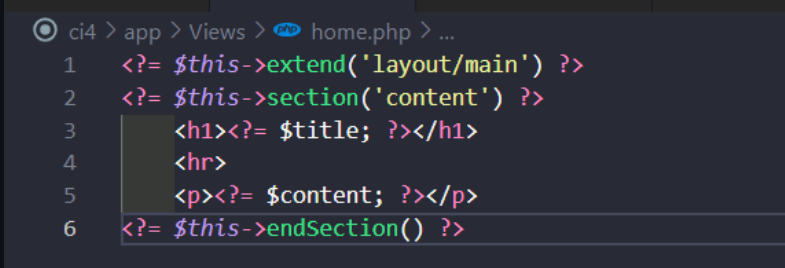 ci4 > app > Views > php home.php > ...
1 <?= $this->extend('layout/main') ?>
2 <?= $this->section('content') ?>
3 <h1><?= $title; ?></h1>
4 <hr>
5 <p><?= $content; ?></p>
6 <?= $this->endSection() ?>